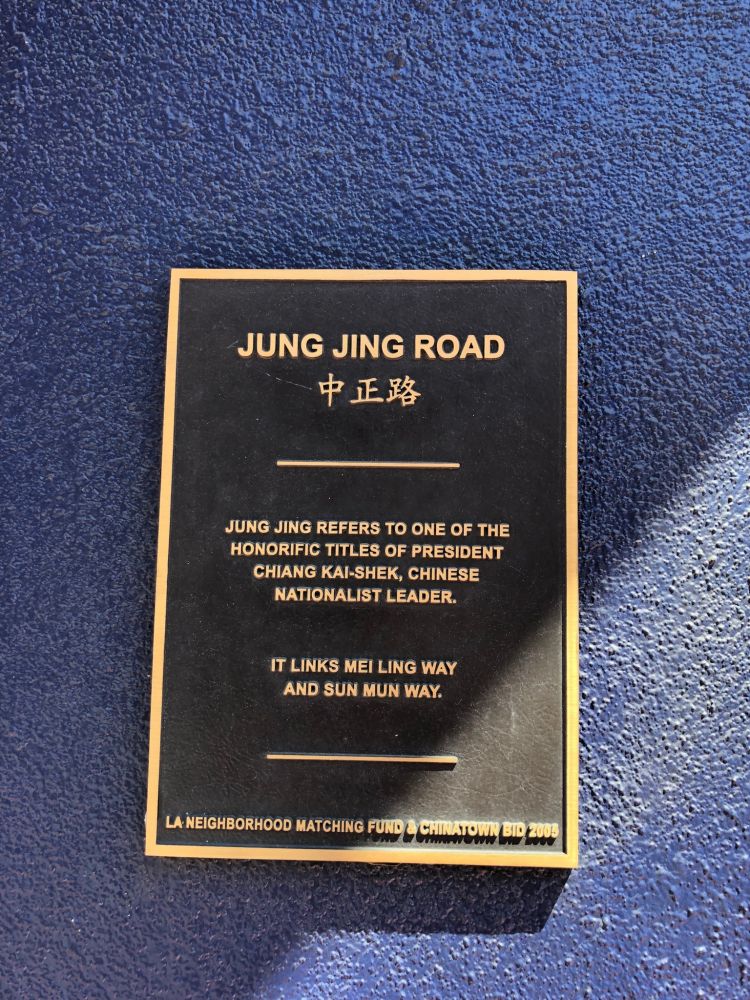 JUNG JING ROAD
中正路
JUNG JING REFERS TO ONE OF THE
HONORIFIC TITLES OF PRESIDENT
CHIANG KAI-SHEK, CHINESE
NATIONALIST LEADER.
IT LINKS MEI LING WAY
AND SUN MUN WAY.
LA NEIGHBORHOOD MATCHING FUND & CHINATOWN BID 2005